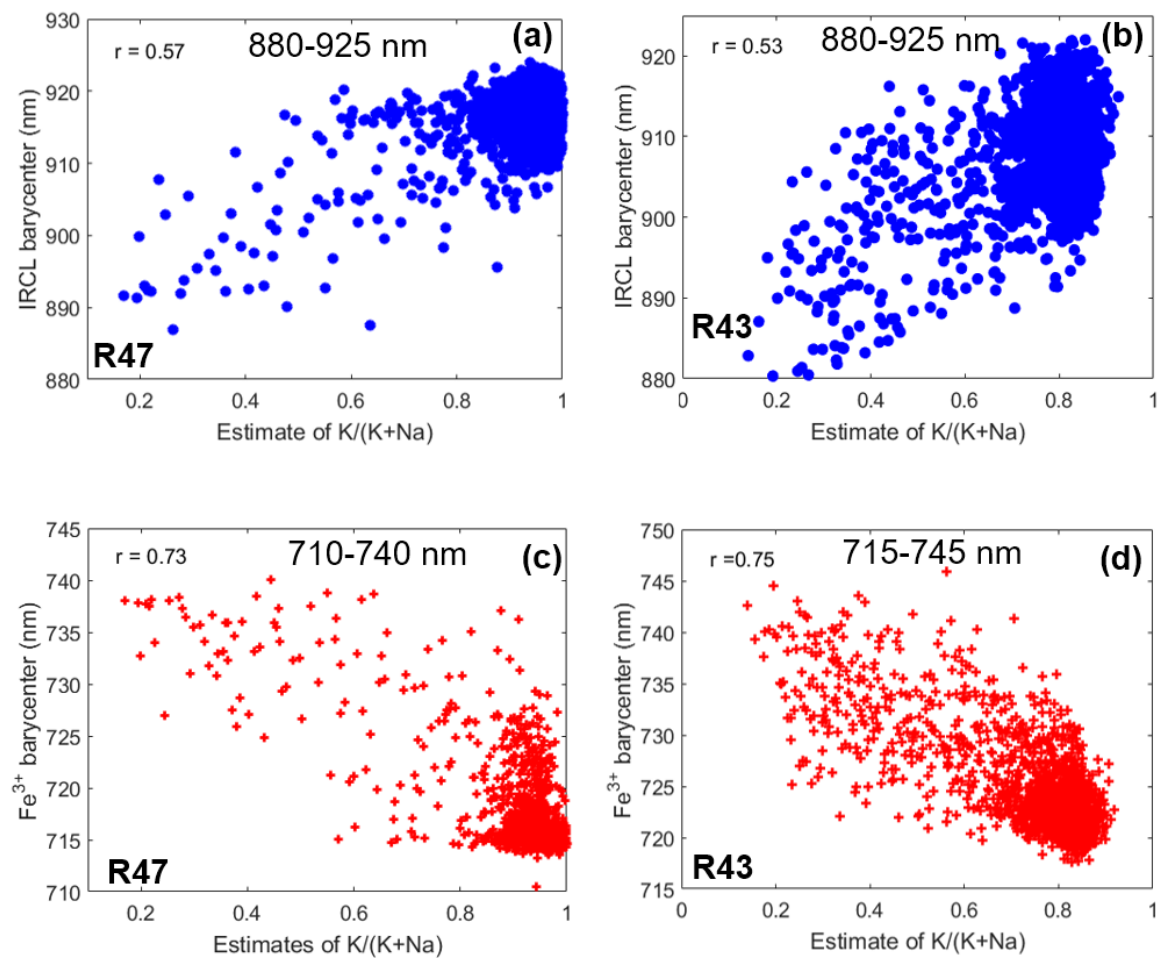 (a)
880-925 nm
r = 0.57
930
920
910
900
890
880
IRCL barycenter (nm)
R47
0.2 0.4 0.6 0.8 1
Estimate of K/(K+Na)
(b)
880-925 nm
r = 0.53
920
910
900
890
880
IRCL barycenter (nm)
R43
0 0.2 0.4 0.6 0.8 1
Estimate of K/(K+Na)
(c)
710-740 nm
r = 0.73
745
740
735
730
725
720
715
710
Fe³⁺ barycenter (nm)
R47
0.2 0.4 0.6 0.8 1
Estimates of K/(K+Na)
(d)
715-745 nm
r =0.75
750
745
740
735
730
725
720
715
Fe³⁺ barycenter (nm)
R43
0 0.2 0.4 0.6 0.8 1
Estimate of K/(K+Na)